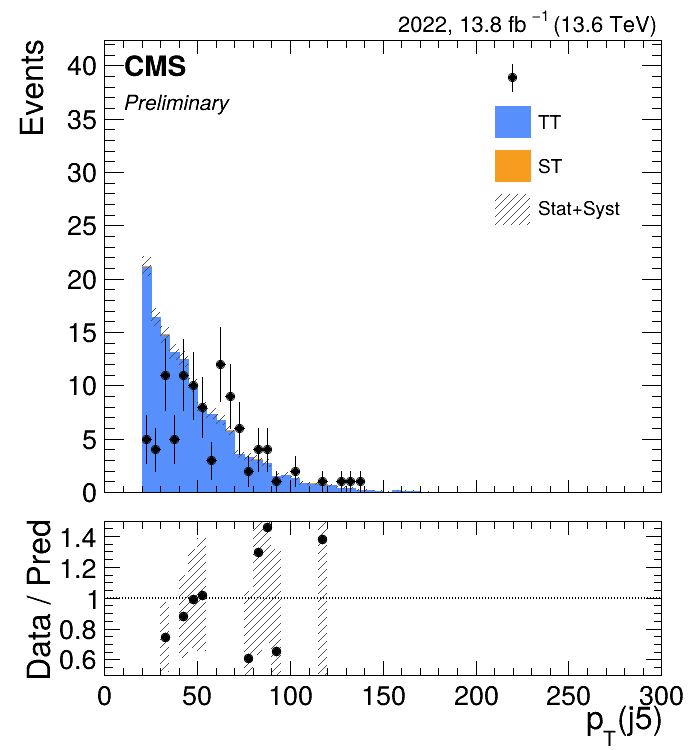 2022, 13.8 fb⁻¹ (13.6 TeV)
Events
CMS
Preliminary
TT
ST
Stat+Syst
40
35
30
25
20
15
10
5
0
Data / Pred
1.4
1.2
1
0.8
0.6
0 50 100 150 200 250 300
p_T(j5)